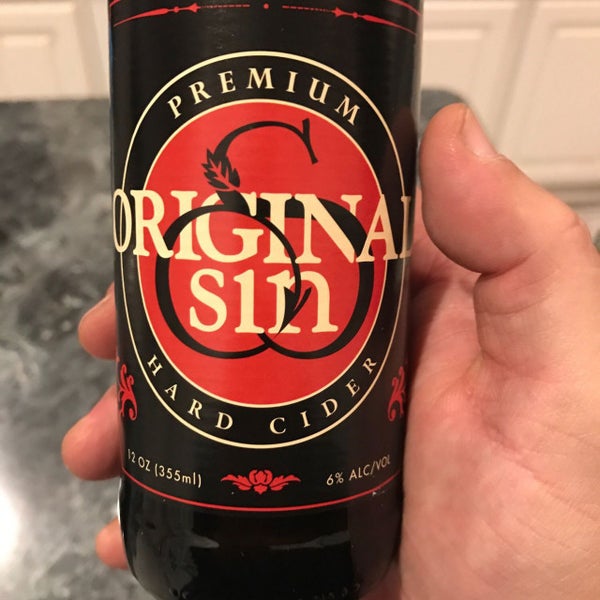 PREMIUM
ORIGINAL
sin
HARD CIDER
12 OZ (355ml)
6% ALC/VOL